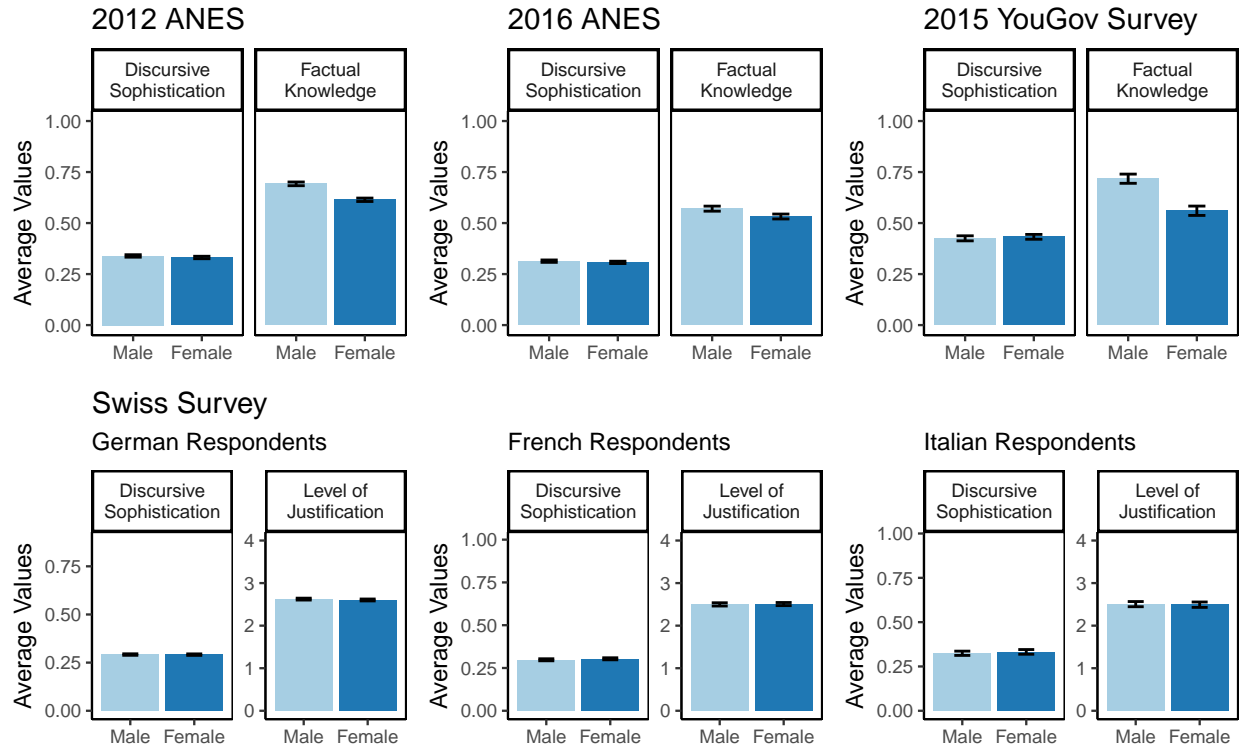 2012 ANES
2016 ANES
2015 YouGov Survey
Discursive
Sophistication
Factual
Knowledge
Discursive
Sophistication
Factual
Knowledge
Discursive
Sophistication
Factual
Knowledge
Average Values
1.00
0.75
0.50
0.25
0.00
Male Female
Male Female
Average Values
1.00
0.75
0.50
0.25
0.00
Male Female
Male Female
Average Values
1.00
0.75
0.50
0.25
0.00
Male Female
Male Female
Swiss Survey
German Respondents
French Respondents
Italian Respondents
Discursive
Sophistication
Level of
Justification
Discursive
Sophistication
Level of
Justification
Discursive
Sophistication
Level of
Justification
Average Values
0.75
0.50
0.25
0.00
4
3
2
1
0
Male Female
Male Female
Average Values
1.00
0.75
0.50
0.25
0.00
4
3
2
1
0
Male Female
Male Female
Average Values
1.00
0.75
0.50
0.25
0.00
4
3
2
1
0
Male Female
Male Female